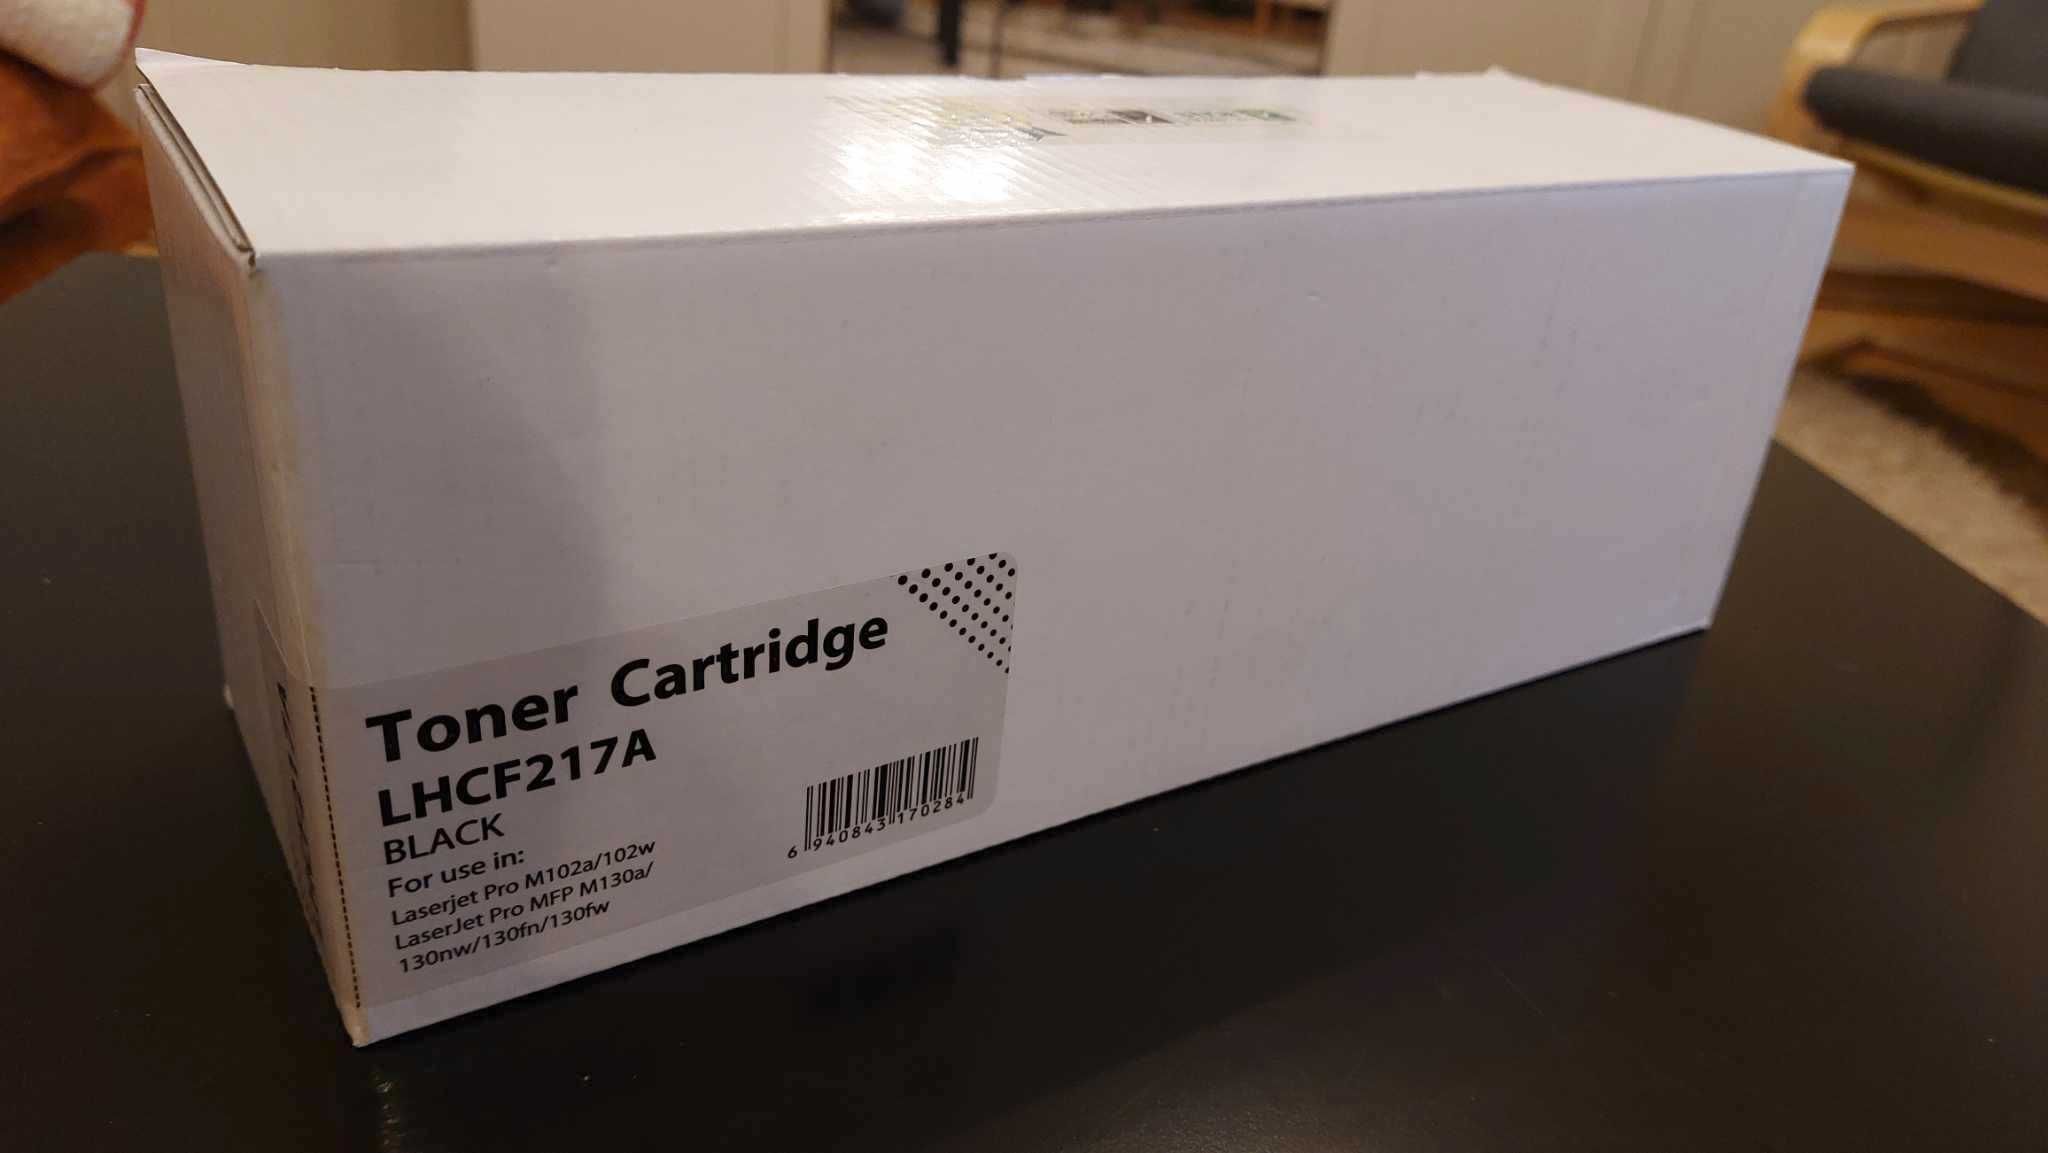 Toner Cartridge
LHCF217A
BLACK
For use in:
Laserjet Pro M102a/102w
LaserJet Pro MFP M130a/
130nw/130fn/130fw
6 940843 170284